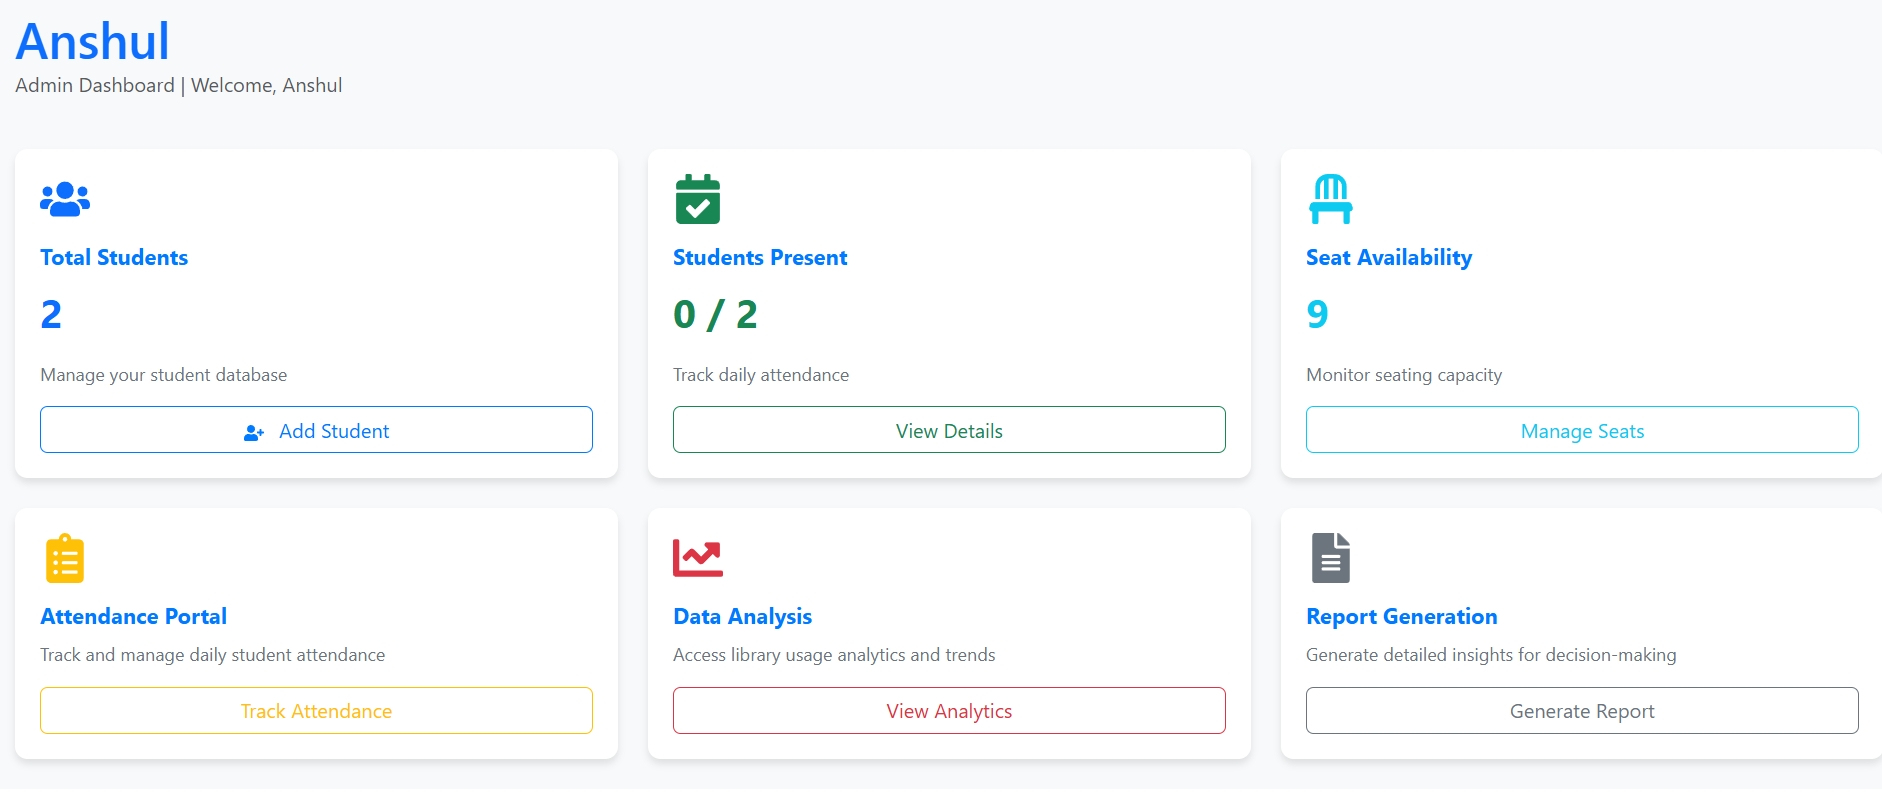 Anshul
Admin Dashboard | Welcome, Anshul
Total Students
2
Manage your student database
Add Student
Students Present
0 / 2
Track daily attendance
View Details
Seat Availability
9
Monitor seating capacity
Manage Seats
Attendance Portal
Track and manage daily student attendance
Track Attendance
Data Analysis
Access library usage analytics and trends
View Analytics
Report Generation
Generate detailed insights for decision-making
Generate Report